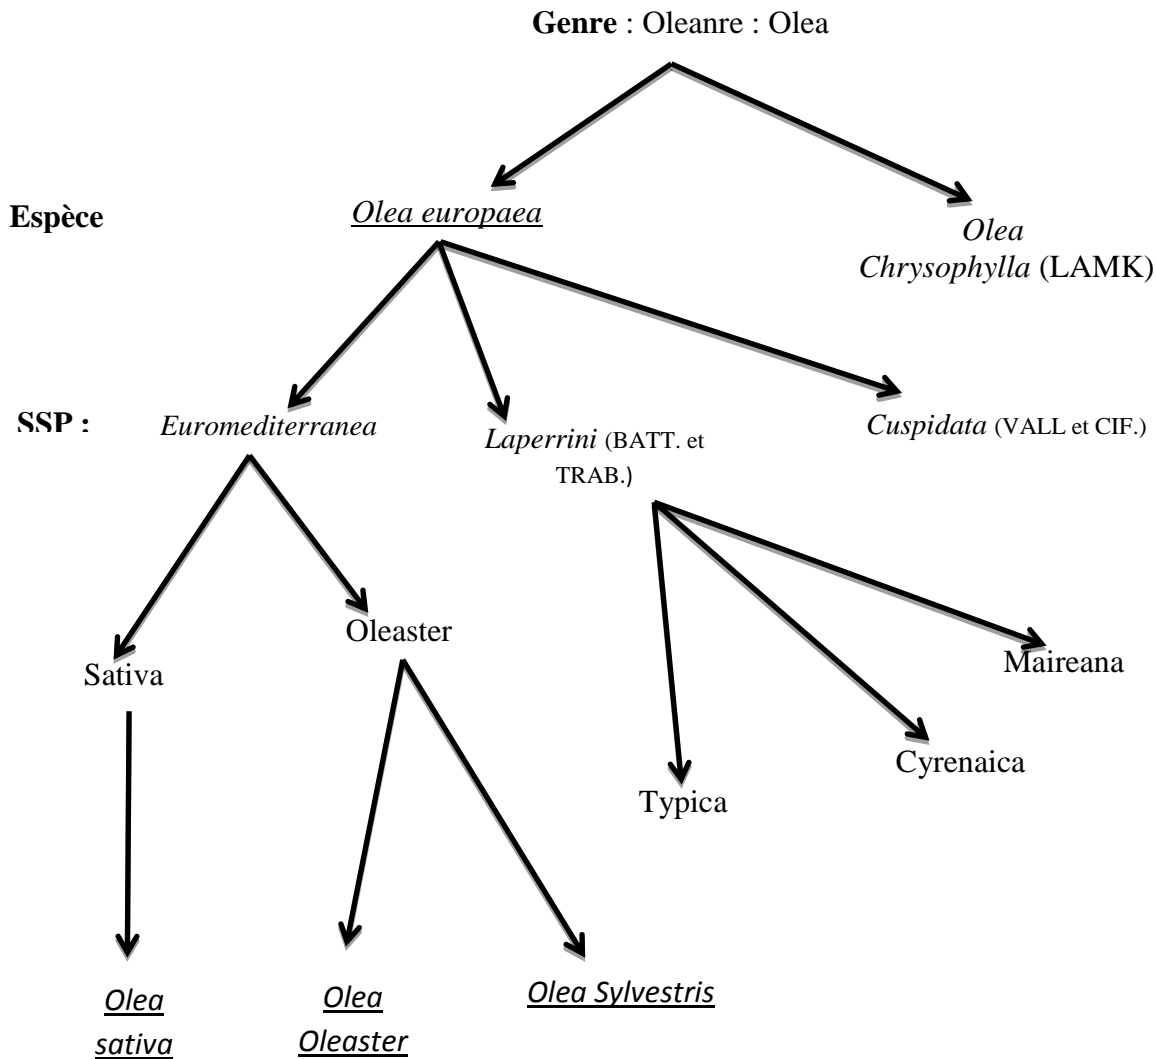 Genre : Oleanre : Olea
Espèce
Olea europaea
Olea
Chrysophylla (LAMK)
SSP :
Euromediterranea
Laperrini (BATT. et
TRAB.)
Cuspidata (VALL et CIF.)
Sativa
Oleaster
Maireana
Cyrenaica
Typica
Olea
sativa
Olea
Oleaster
Olea Sylvestris